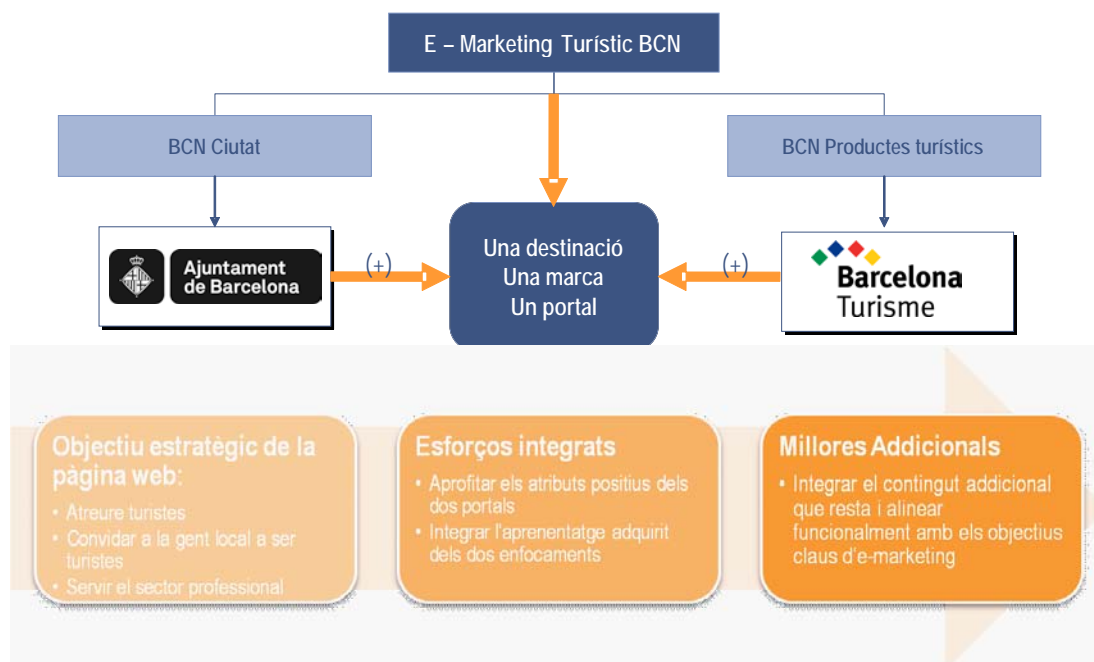 E – Marketing Turístic BCN
BCN Ciutat
BCN Productes turístics
Ajuntament
de Barcelona
(+)
Una destinació
Una marca
Un portal
(+)
Barcelona
Turisme
Objectiu estratègic de la
pàgina web:
• Atreure turistes
• Convidar a la gent local a ser
turistes
• Servir el sector professional
Esforços integrats
• Aprofitar els atributs positius dels
dos portals
• Integrar l'aprenentatge adquirit
dels dos enfocaments
Millores Addicionals
• Integrar el contingut addicional
que resta i alinear
funcionalment amb els objectius
claus d'e-marketing